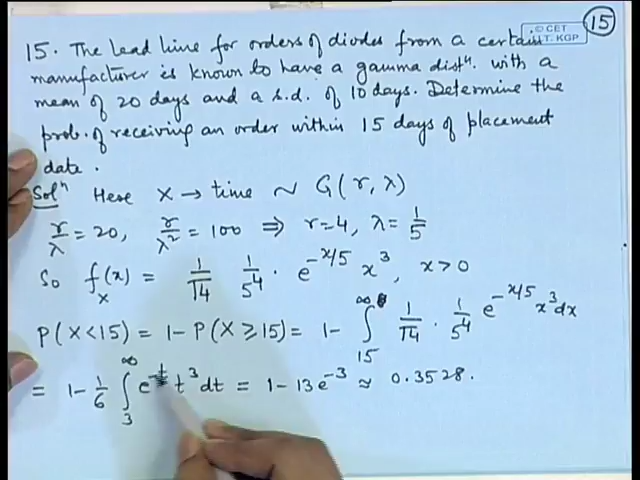 © CET
I.I.T. KGP
15
15. The lead line for orders of diodes from a certain
manufacturer is known to have a gamma distⁿ. with a
mean of 20 days and a s.d. of 10 days. Determine the
prob. of receiving an order within 15 days of placement
date.
Solⁿ Here X → time ~ G(r, λ)
r/λ = 20, r/λ² = 100 ⇒ r=4, λ = 1/5
So f_X(x) = 1/Γ4 1/5⁴ · e^(-x/5) x³, x>0
P(X<15) = 1 - P(X ≥ 15) = 1 - ∫_15^∞ 1/Γ4 · 1/5⁴ e^(-x/5) x³dx
= 1 - 1/6 ∫_3^∞ e^(-t) t³ dt = 1 - 13e^(-3) ≈ 0.3528.